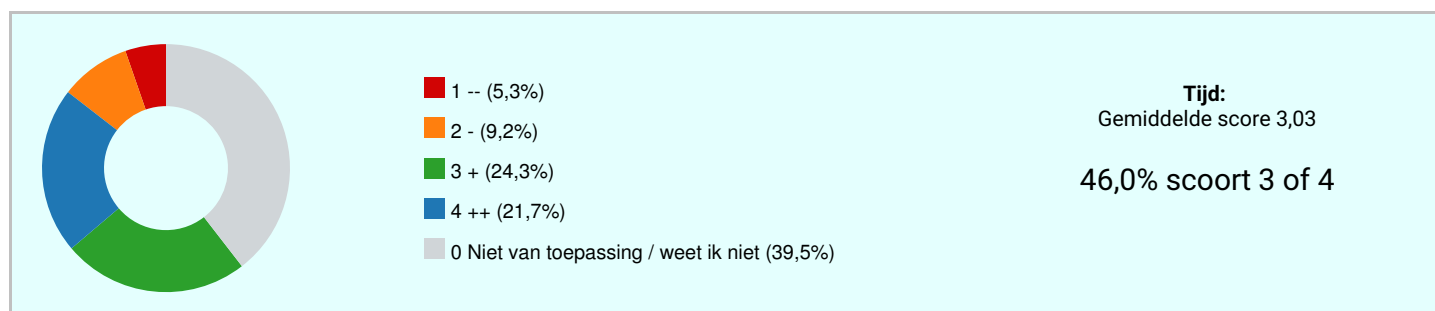 1 -- (5,3%)
2 - (9,2%)
3 + (24,3%)
4 ++ (21,7%)
0 Niet van toepassing / weet ik niet (39,5%)
Tijd:
Gemiddelde score 3,03
46,0% scoort 3 of 4